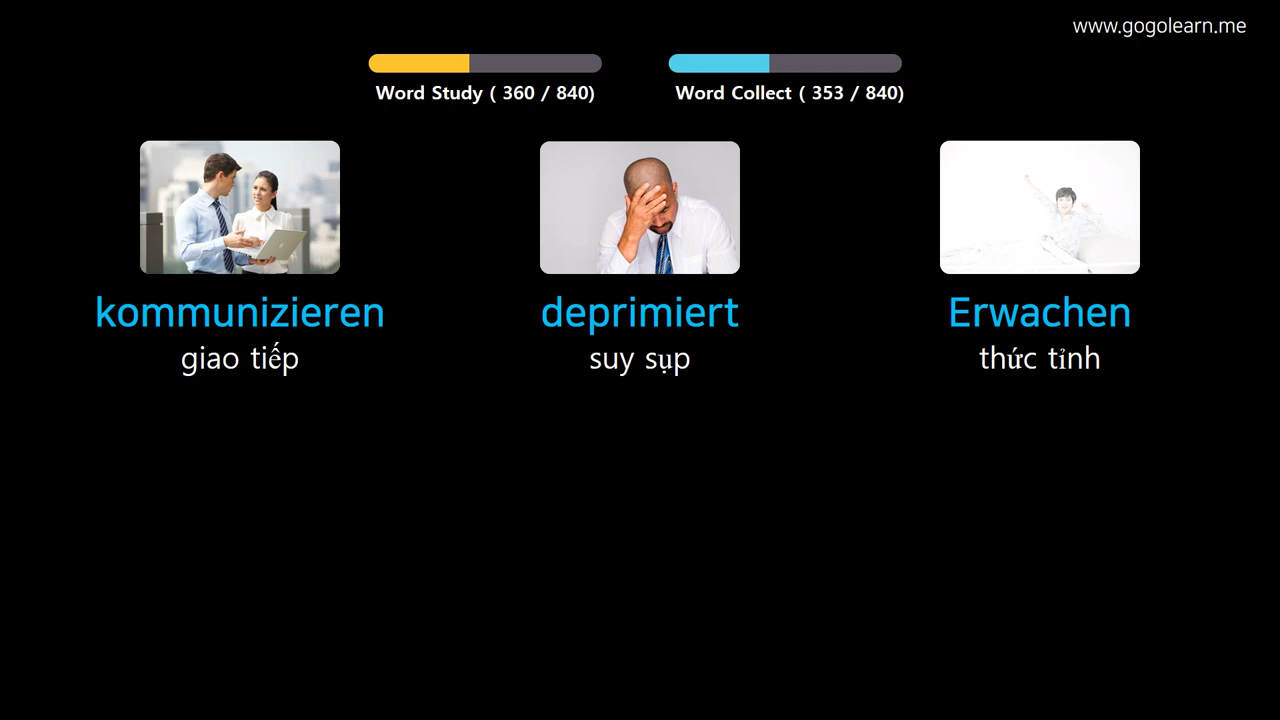 www.gogolearn.me
Word Study ( 360 / 840)
Word Collect ( 353 / 840)
kommunizieren
giao tiếp
deprimiert
suy sụp
Erwachen
thức tỉnh